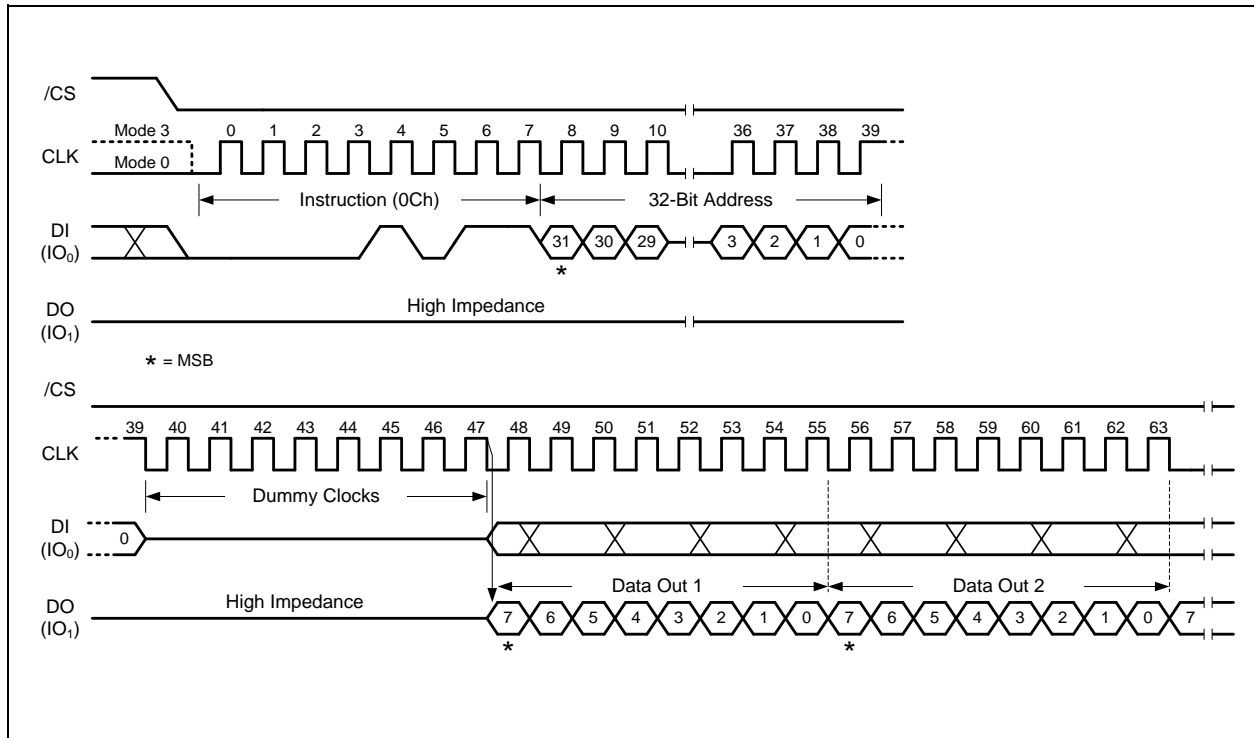 /CS
Mode 3 0 1 2 3 4 5 6 7 8 9 10 36 37 38 39
CLK
Mode 0
Instruction (0Ch) 32-Bit Address
DI
(IO₀)
31 30 29 3 2 1 0
*
High Impedance
DO
(IO₁)
* = MSB
/CS
39 40 41 42 43 44 45 46 47 48 49 50 51 52 53 54 55 56 57 58 59 60 61 62 63
CLK
Dummy Clocks
DI
(IO₀)
0
Data Out 1 Data Out 2
High Impedance
DO
(IO₁)
7 6 5 4 3 2 1 0 7 6 5 4 3 2 1 0 7
* *